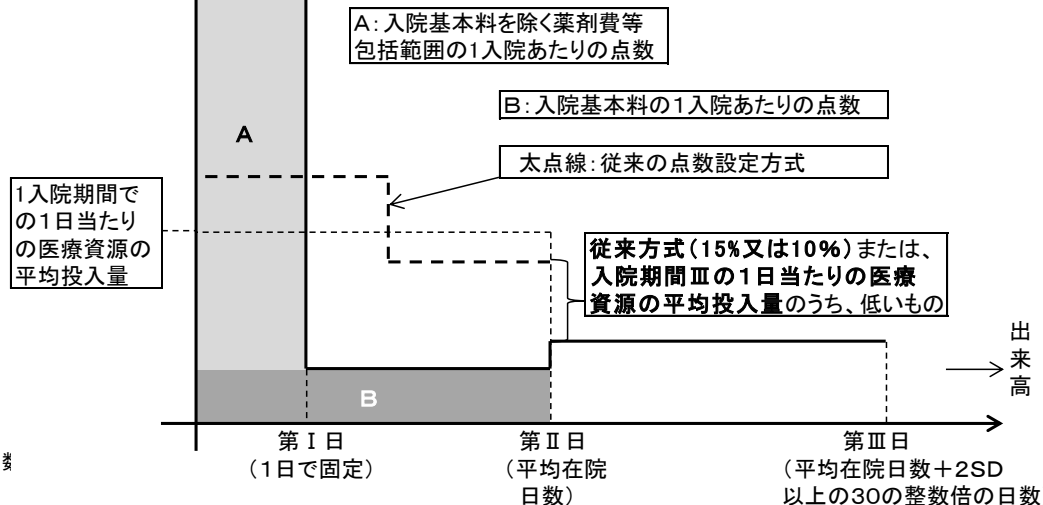 A：入院基本料を除く薬剤費等
包括範囲の1入院あたりの点数
B：入院基本料の1入院あたりの点数
A
太点線：従来の点数設定方式
1入院期間で
の1日当たり
の医療資源の
平均投入量
従来方式(15%又は10%)または、
入院期間Ⅲの1日当たりの医療
資源の平均投入量のうち、低いもの
出
来
高
B
第Ⅰ日
(1日で固定)
第Ⅱ日
(平均在院
日数)
第Ⅲ日
(平均在院日数+2SD
以上の30の整数倍の日数